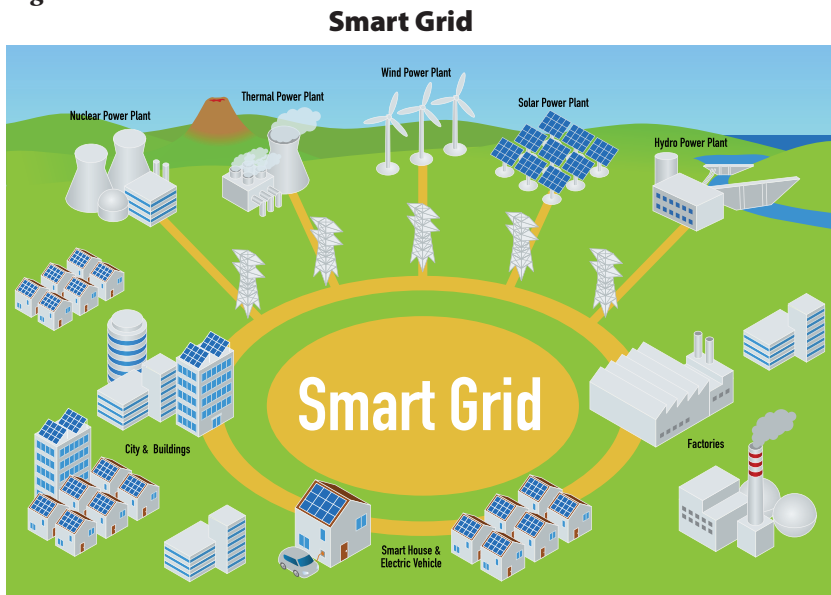 Smart Grid
Wind Power Plant
Thermal Power Plant
Solar Power Plant
Nuclear Power Plant
Hydro Power Plant
Smart Grid
City & Buildings
Factories
Smart House &
Electric Vehicle